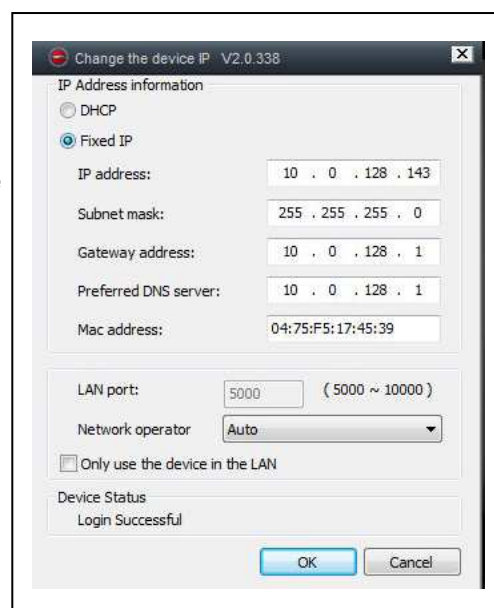 Change the device IP V2.0.338
IP Address information
DHCP
Fixed IP
IP address: 10 . 0 . 128 . 143
Subnet mask: 255 . 255 . 255 . 0
Gateway address: 10 . 0 . 128 . 1
Preferred DNS server: 10 . 0 . 128 . 1
Mac address: 04:75:F5:17:45:39
LAN port: 5000 ( 5000 ~ 10000 )
Network operator Auto
Only use the device in the LAN
Device Status
Login Successful
OK Cancel